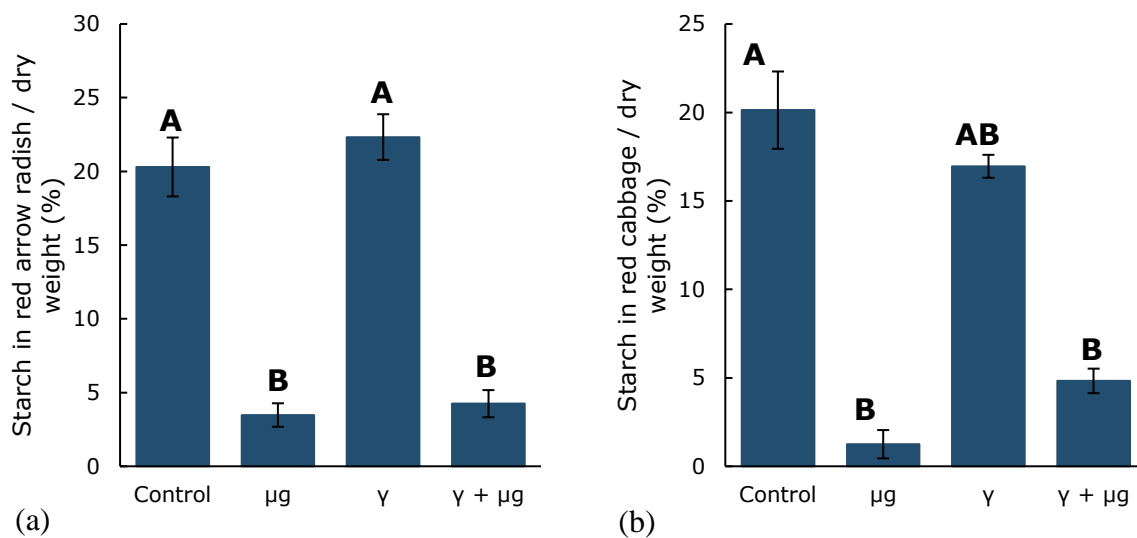 Starch in red arrow radish / dry
weight (%)
30
25
20
15
10
5
0
A
B
A
B
Control
µg
γ
γ + µg
(a)
Starch in red cabbage / dry
weight (%)
25
20
15
10
5
0
A
B
AB
B
Control
µg
γ
γ + µg
(b)